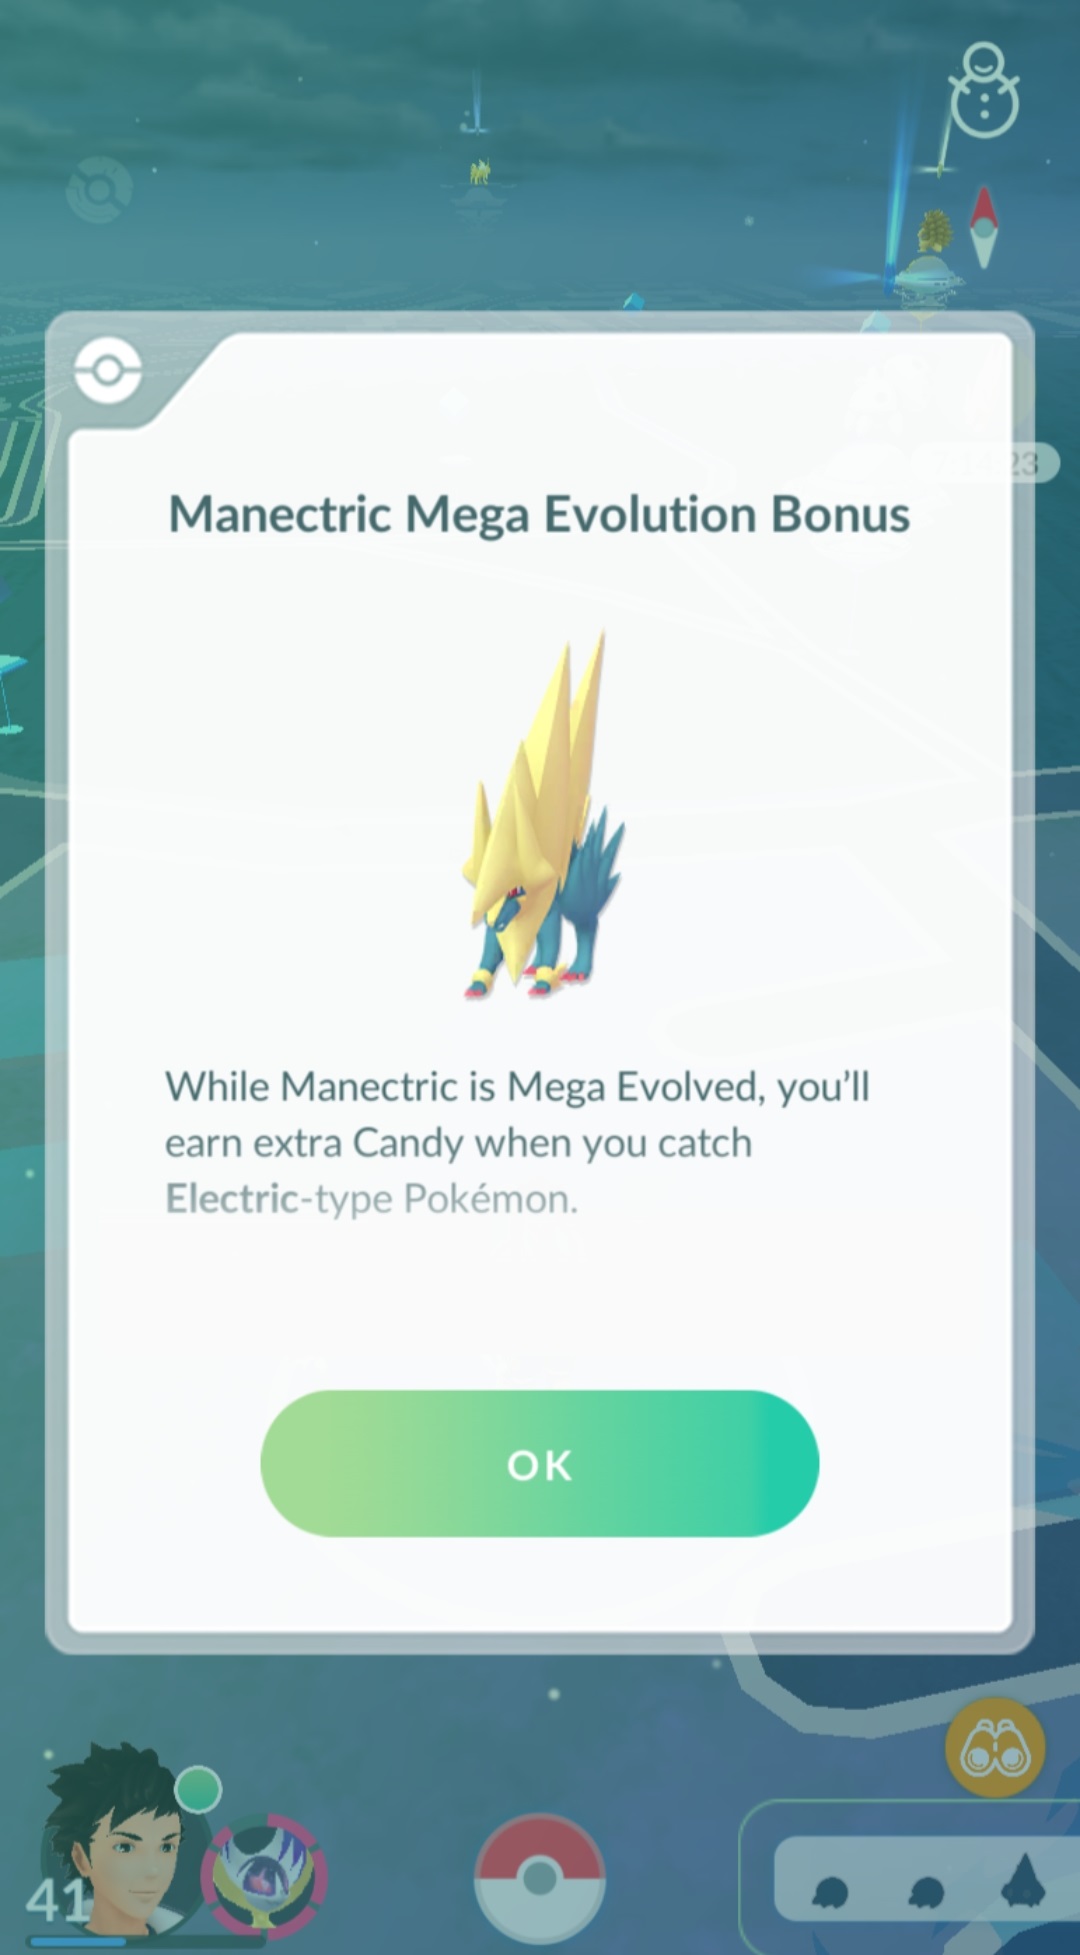 23
Manectric Mega Evolution Bonus
While Manectric is Mega Evolved, you'll
earn extra Candy when you catch
Electric-type Pokémon.
OK
41